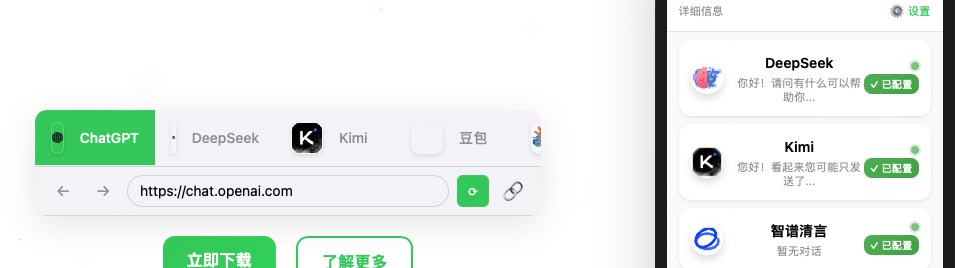 ChatGPT
DeepSeek
Kimi
豆包
https://chat.openai.com
立即下载
了解更多
详细信息
设置
DeepSeek
你好！请问有什么可以帮
助你...
✓ 已配置
Kimi
您好！看起来您可能只发
送了...
✓ 已配置
智谱清言
暂无对话
✓ 已配置